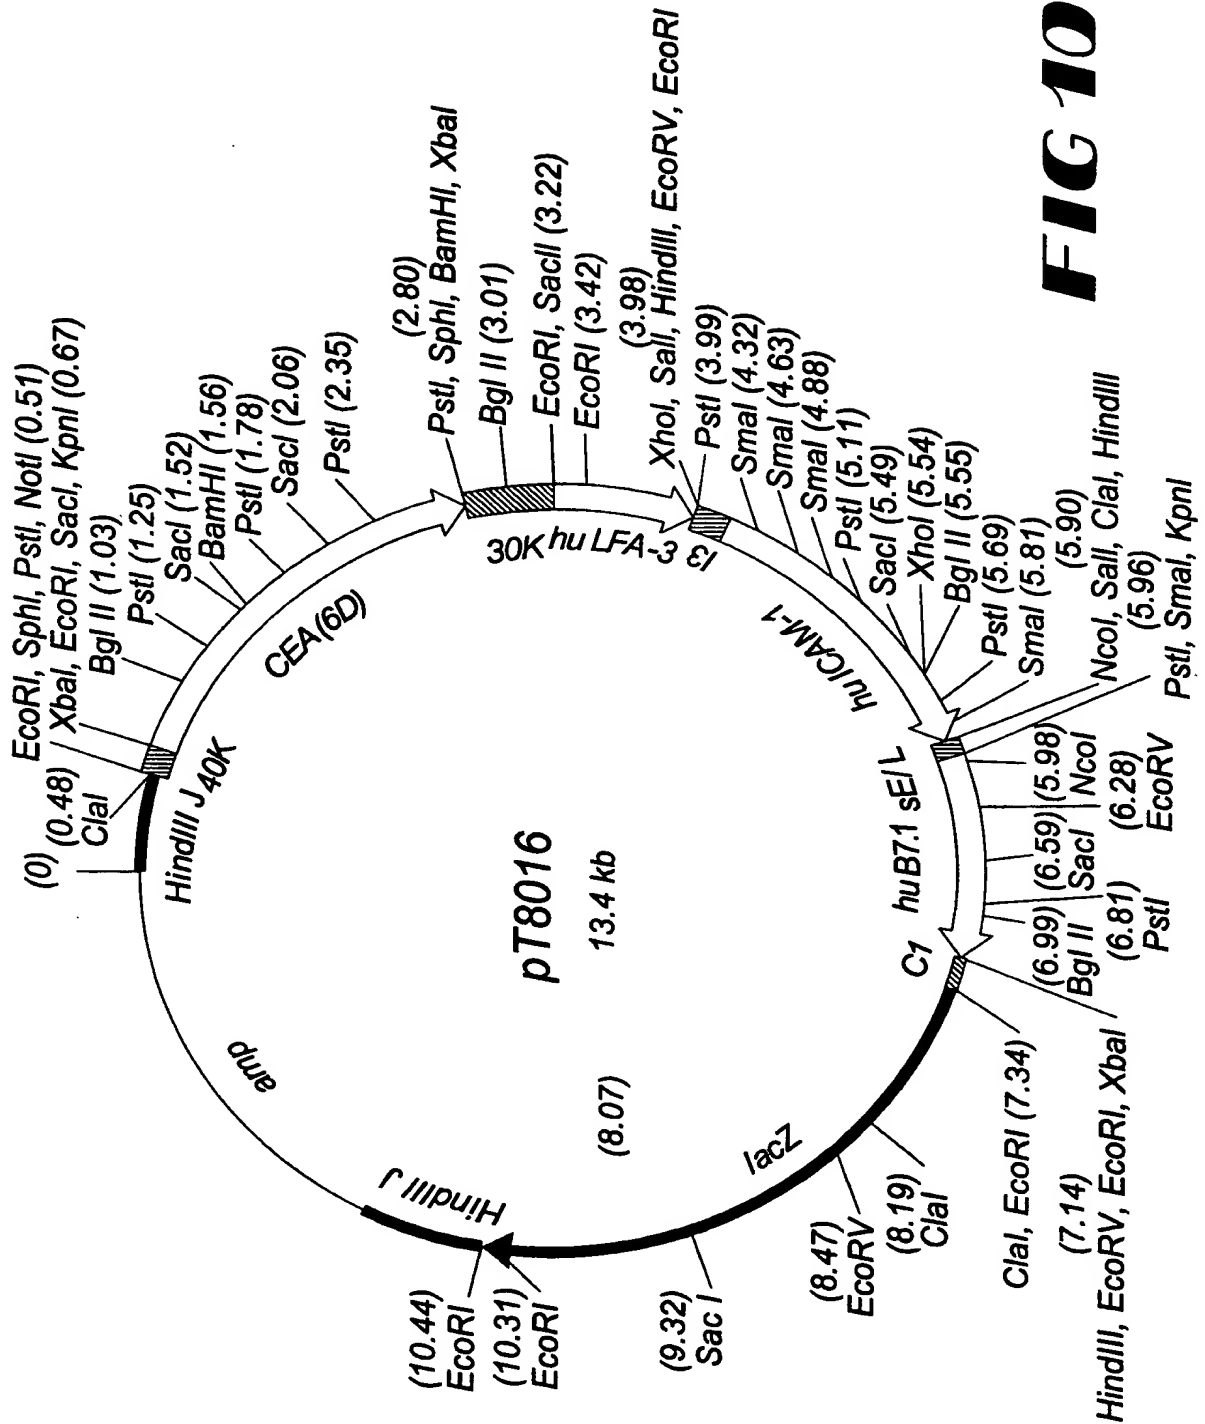 (0)
(0.48)
ClaI
EcoRI, SphI, PstI, NotI (0.51)
XbaI, EcoRI, SacI, KpnI (0.67)
Bgl II (1.03)
PstI (1.25)
SacI (1.52)
BamHI (1.56)
PstI (1.78)
SacI (2.06)
PstI (2.35)
(2.80)
PstI, SphI, BamHI, XbaI
Bgl II (3.01)
EcoRI, SacII (3.22)
EcoRI (3.42)
(3.98)
XhoI, SalI, HindIII, EcoRV, EcoRI
PstI (3.99)
SmaI (4.32)
SmaI (4.63)
SmaI (4.88)
PstI (5.11)
SacI (5.49)
XhoI (5.54)
Bgl II (5.55)
PstI (5.69)
SmaI (5.81)
(5.90)
NcoI, SalI, ClaI, HindIII
(5.96)
PstI, SmaI, KpnI
(5.98)
NcoI
(6.28)
EcoRV
(6.59)
SacI
(6.81)
PstI
(6.99)
Bgl II
(7.14)
HindIII, EcoRV, EcoRI, XbaI
ClaI, EcoRI (7.34)
(8.19)
ClaI
(8.47)
EcoRV
(9.32)
Sac I
(10.31)
EcoRI
(10.44)
EcoRI
HindIII J
40K
CEA(6D)
30K
hu LFA-3
I3
hu ICAM-1
sE/L
hu B7.1
C1
lacZ
(8.07)
HindIII J
amp
pT8016
13.4 kb
FIG 10